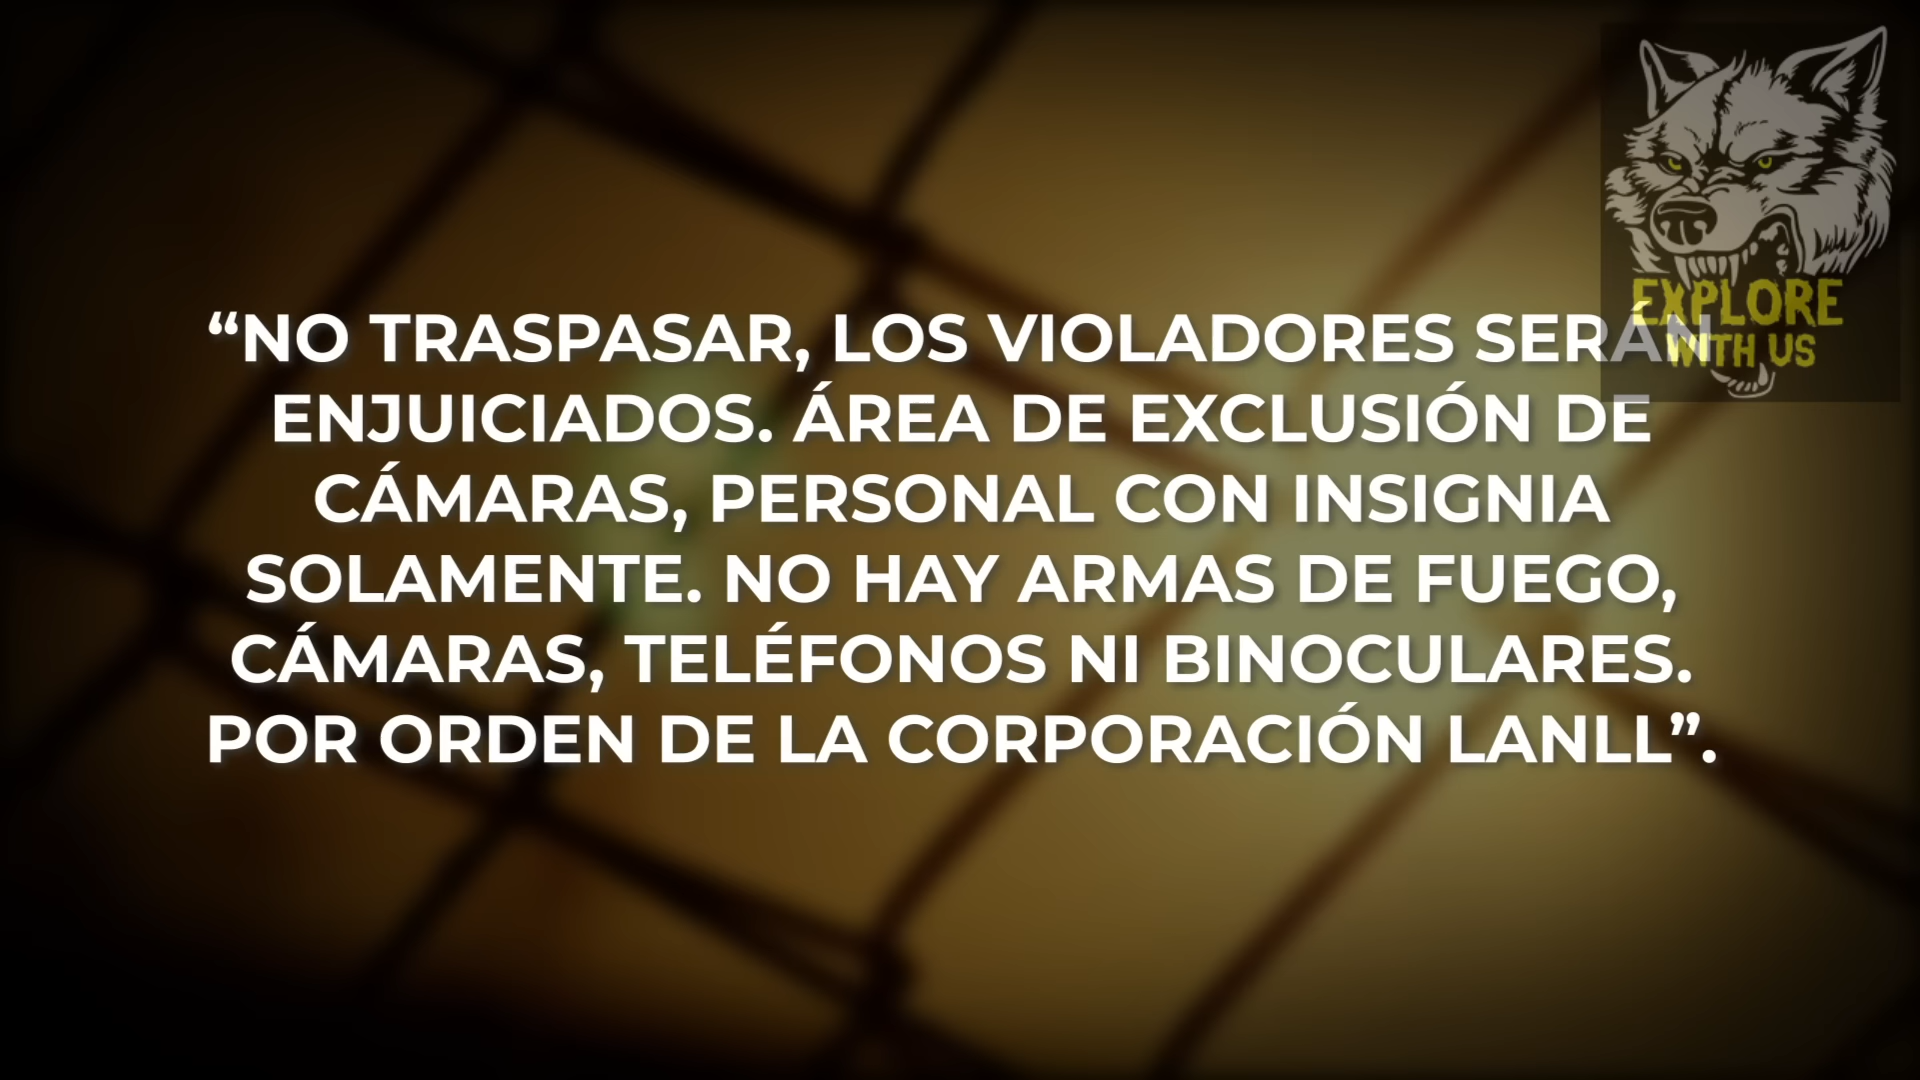 “NO TRASPASAR, LOS VIOLADORES SERÁN
ENJUICIADOS. ÁREA DE EXCLUSIÓN DE
CÁMARAS, PERSONAL CON INSIGNIA
SOLAMENTE. NO HAY ARMAS DE FUEGO,
CÁMARAS, TELÉFONOS NI BINOCULARES.
POR ORDEN DE LA CORPORACIÓN LANLL”.
EXPLORE
WITH US